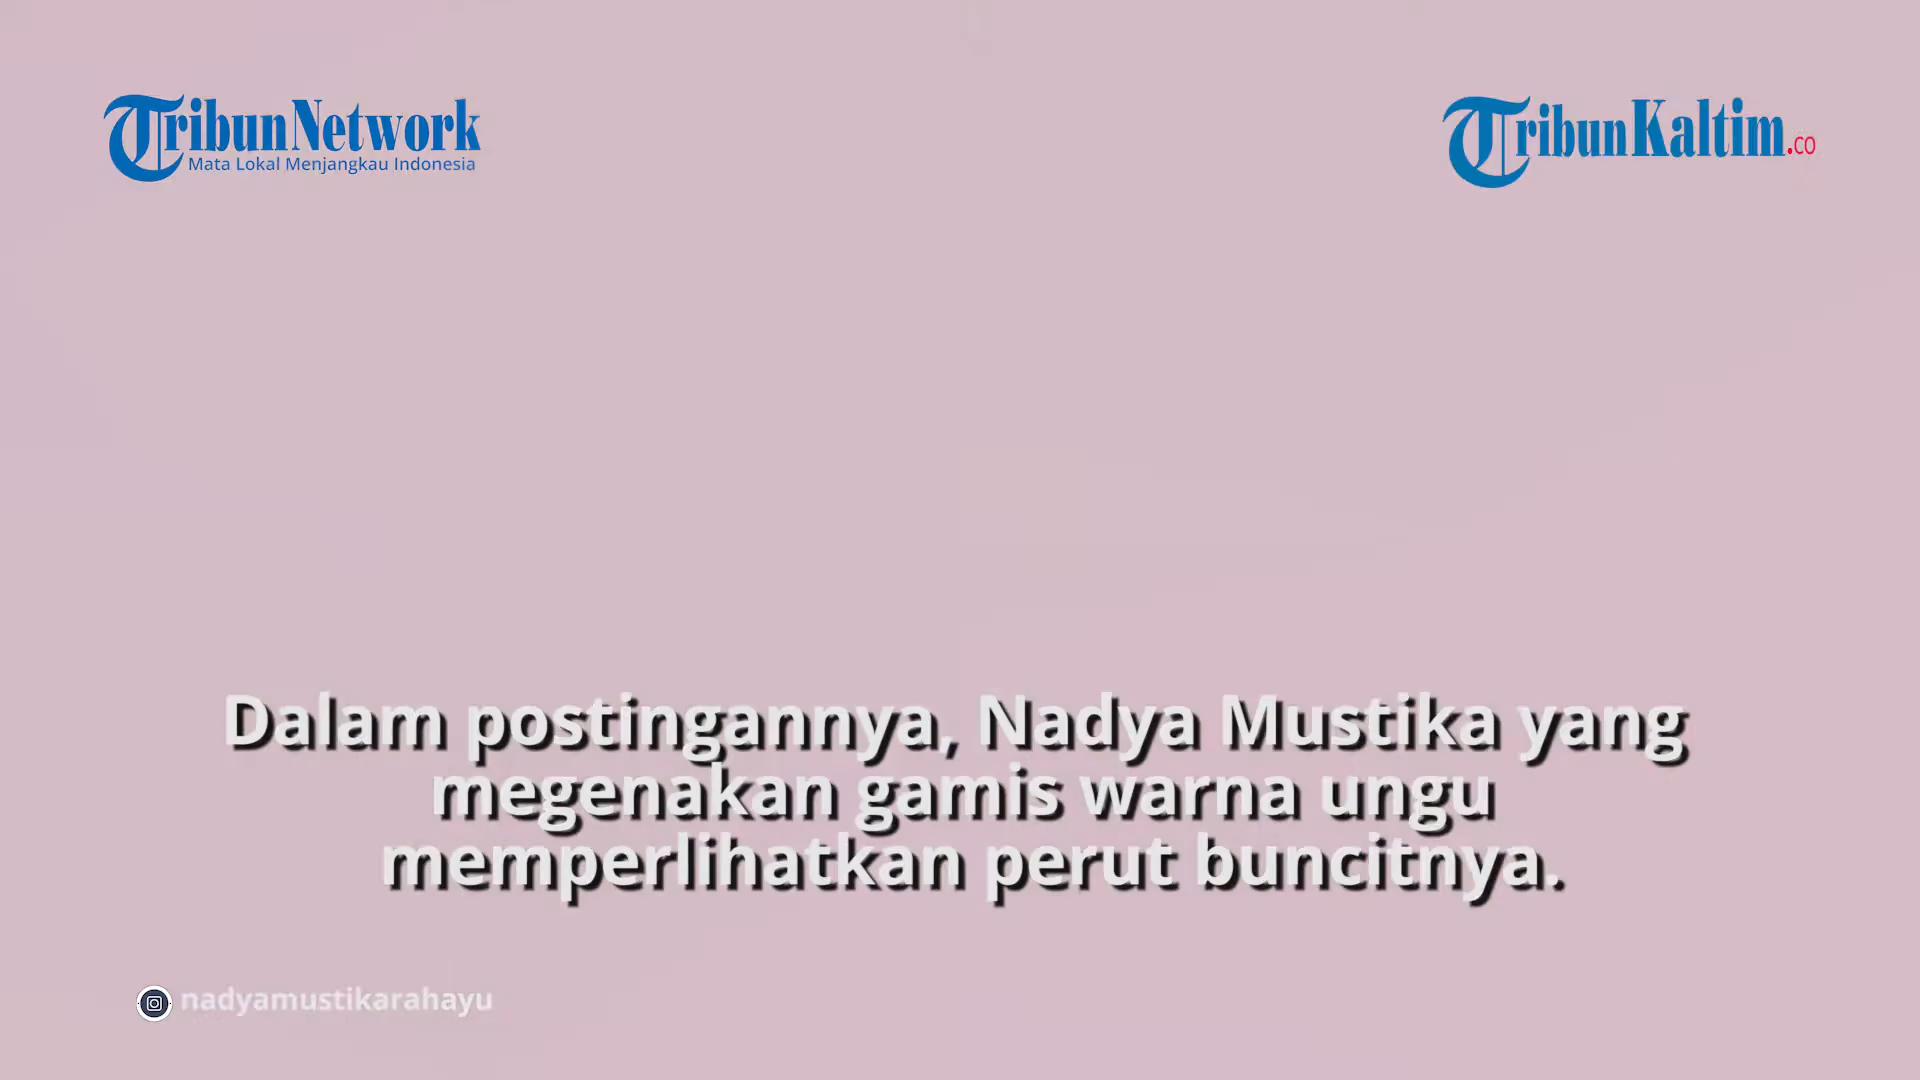 TribunNetwork
Mata Lokal Menjangkau Indonesia
TribunKaltim.co
Dalam postingannya, Nadya Mustika yang
megenakan gamis warna ungu
memperlihatkan perut buncitnya.
nadyamustikarahayu